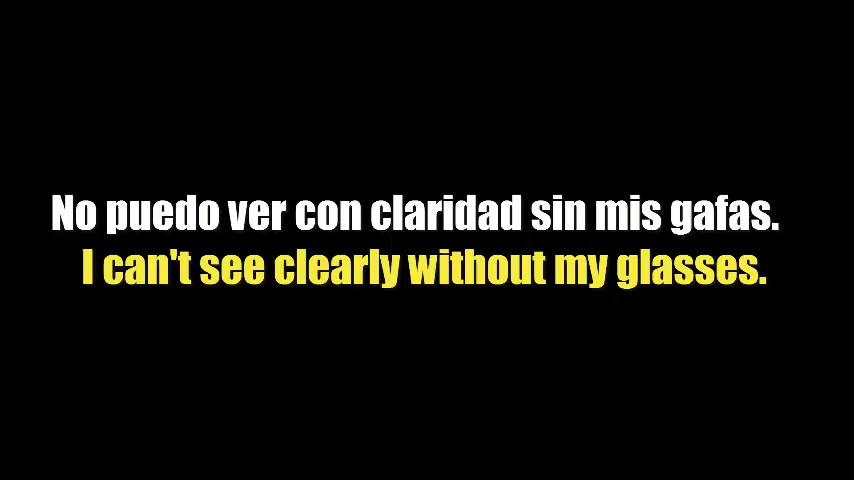 No puedo ver con claridad sin mis gafas.
I can't see clearly without my glasses.